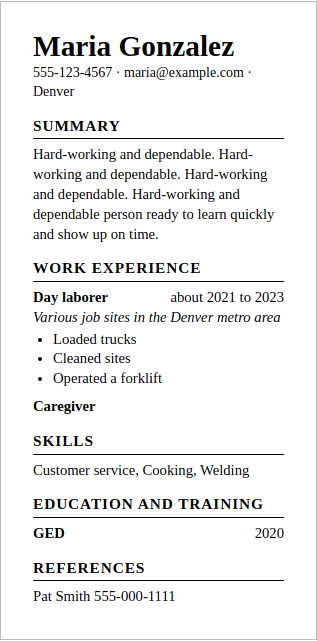 Maria Gonzalez
555-123-4567 · maria@example.com ·
Denver
SUMMARY
Hard-working and dependable. Hard-
working and dependable. Hard-working
and dependable. Hard-working and
dependable person ready to learn quickly
and show up on time.
WORK EXPERIENCE
Day laborer about 2021 to 2023
Various job sites in the Denver metro area
• Loaded trucks
• Cleaned sites
• Operated a forklift
Caregiver
SKILLS
Customer service, Cooking, Welding
EDUCATION AND TRAINING
GED 2020
REFERENCES
Pat Smith 555-000-1111